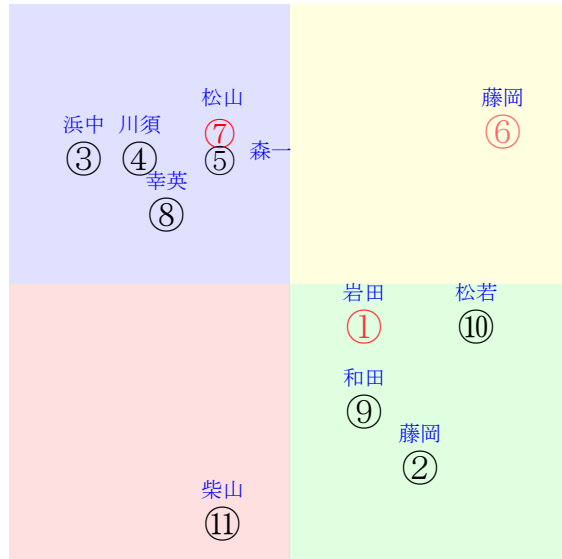 松山
藤岡
⑦
⑥
浜中
川須
森一
③
④
⑤
幸英
⑧
岩田
松若
①
⑩
和田
⑨
藤岡
②
柴山
⑪